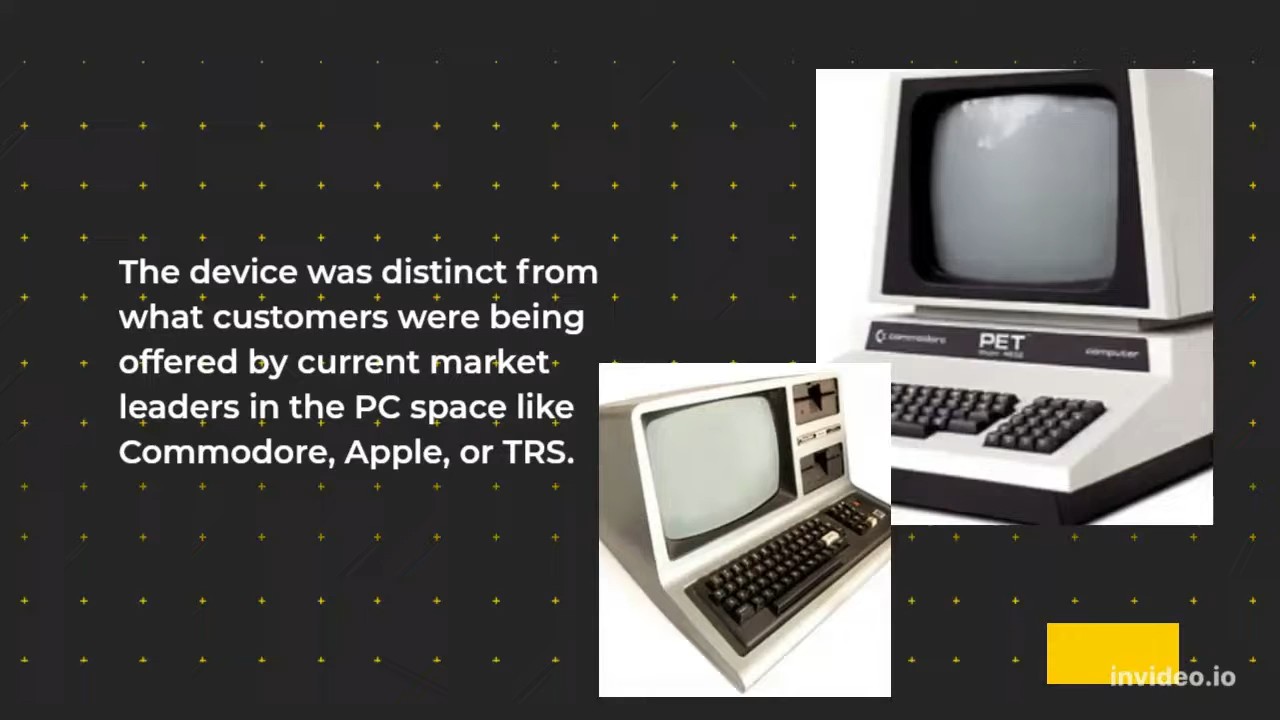 The device was distinct from
what customers were being
offered by current market
leaders in the PC space like
Commodore, Apple, or TRS.
commodore
PET
computer
invideo.io